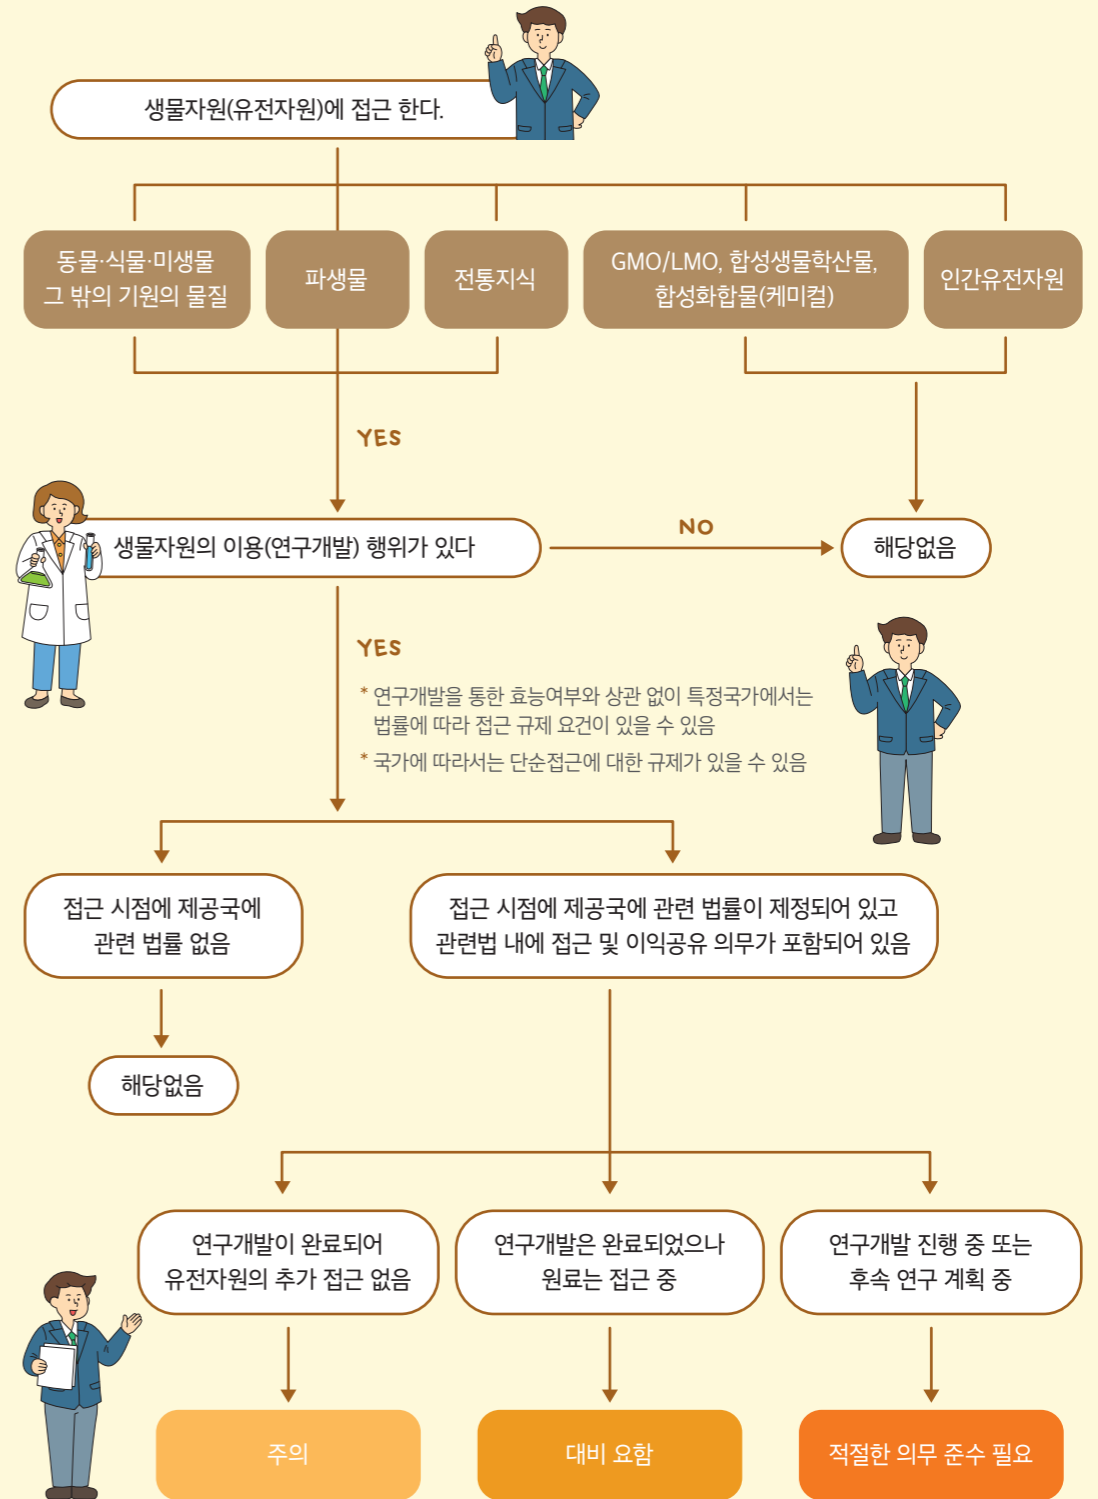 생물자원(유전자원)에 접근 한다.
동물·식물·미생물
그 밖의 기원의 물질
파생물
전통지식
GMO/LMO, 합성생물학산물,
합성화합물(케미컬)
인간유전자원
YES
생물자원의 이용(연구개발) 행위가 있다
NO
해당없음
YES
* 연구개발을 통한 효능여부와 상관 없이 특정국가에서는
법률에 따라 접근 규제 요건이 있을 수 있음
* 국가에 따라서는 단순접근에 대한 규제가 있을 수 있음
접근 시점에 제공국에
관련 법률 없음
접근 시점에 제공국에 관련 법률이 제정되어 있고
관련법 내에 접근 및 이익공유 의무가 포함되어 있음
해당없음
연구개발이 완료되어
유전자원의 추가 접근 없음
연구개발은 완료되었으나
원료는 접근 중
연구개발 진행 중 또는
후속 연구 계획 중
주의
대비 요함
적절한 의무 준수 필요